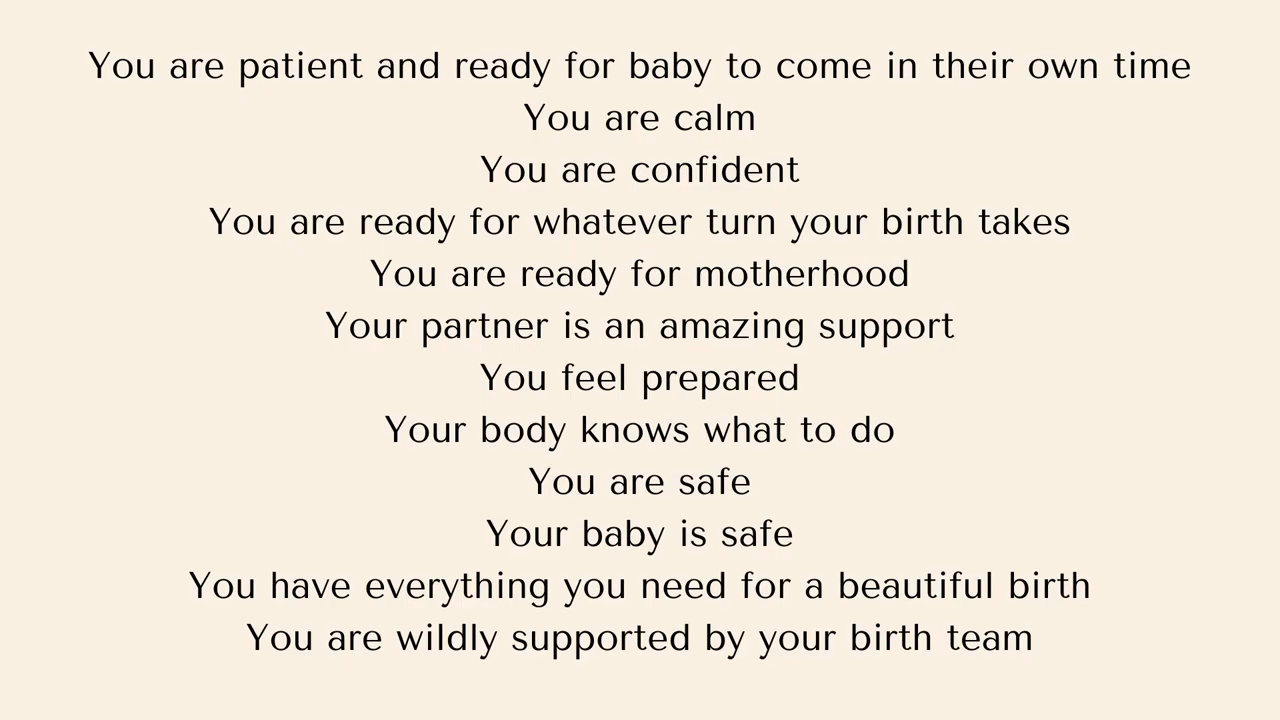 You are patient and ready for baby to come in their own time
You are calm
You are confident
You are ready for whatever turn your birth takes
You are ready for motherhood
Your partner is an amazing support
You feel prepared
Your body knows what to do
You are safe
Your baby is safe
You have everything you need for a beautiful birth
You are wildly supported by your birth team